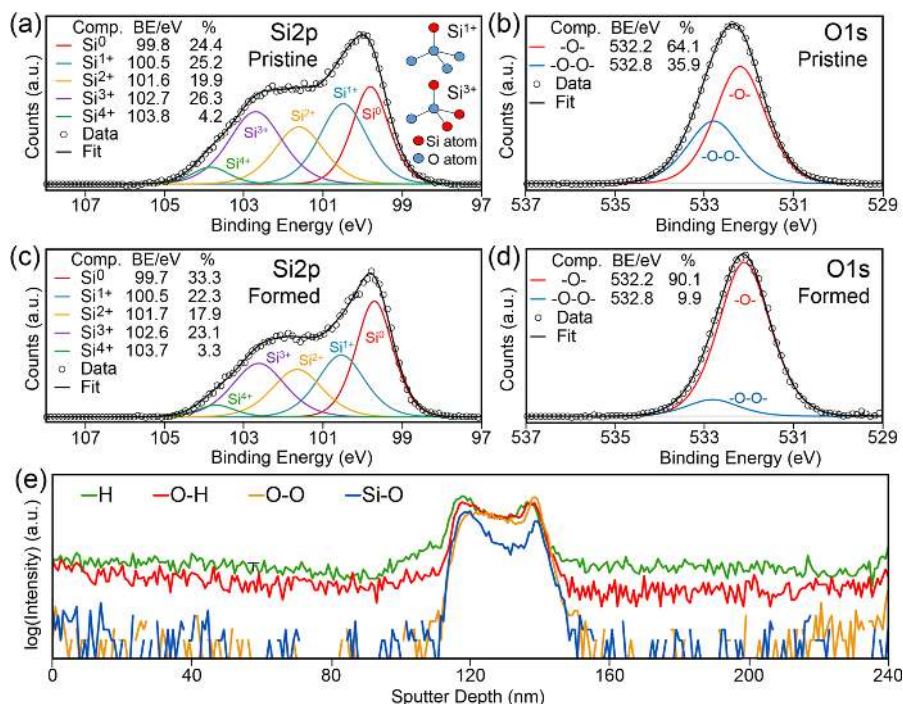 (a)
Comp. BE/eV %
Si⁰ 99.8 24.4
Si¹⁺ 100.5 25.2
Si²⁺ 101.6 19.9
Si³⁺ 102.7 26.3
Si⁴⁺ 103.8 4.2
Data
Fit
Si2p
Pristine
Si¹⁺
Si³⁺
Si atom
O atom
Si⁴⁺
Si³⁺
Si²⁺
Si¹⁺
Si⁰
Counts (a.u.)
107 105 103 101 99 97
Binding Energy (eV)
(b)
Comp. BE/eV %
-O- 532.2 64.1
-O-O- 532.8 35.9
Data
Fit
O1s
Pristine
-O-
-O-O-
Counts (a.u.)
537 535 533 531 529
Binding Energy (eV)
(c)
Comp. BE/eV %
Si⁰ 99.7 33.3
Si¹⁺ 100.5 22.3
Si²⁺ 101.7 17.9
Si³⁺ 102.6 23.1
Si⁴⁺ 103.7 3.3
Data
Fit
Si2p
Formed
Si⁴⁺
Si³⁺
Si²⁺
Si¹⁺
Si⁰
Counts (a.u.)
107 105 103 101 99 97
Binding Energy (eV)
(d)
Comp. BE/eV %
-O- 532.2 90.1
-O-O- 532.8 9.9
Data
Fit
O1s
Formed
-O-
-O-O-
Counts (a.u.)
537 535 533 531 529
Binding Energy (eV)
(e)
H O-H O-O Si-O
log(Intensity) (a.u.)
0 40 80 120 160 200 240
Sputter Depth (nm)